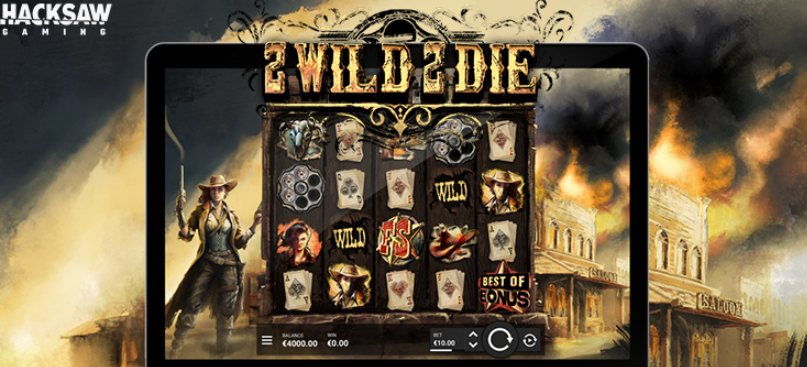 HACKSAW
GAMING
2 WILD 2 DIE
WILD
WILD
FS
BEST OF
BONUS
SALOON
SALOON
BALANCE
€4000.00
WIN
€0.00
BET
€10.00